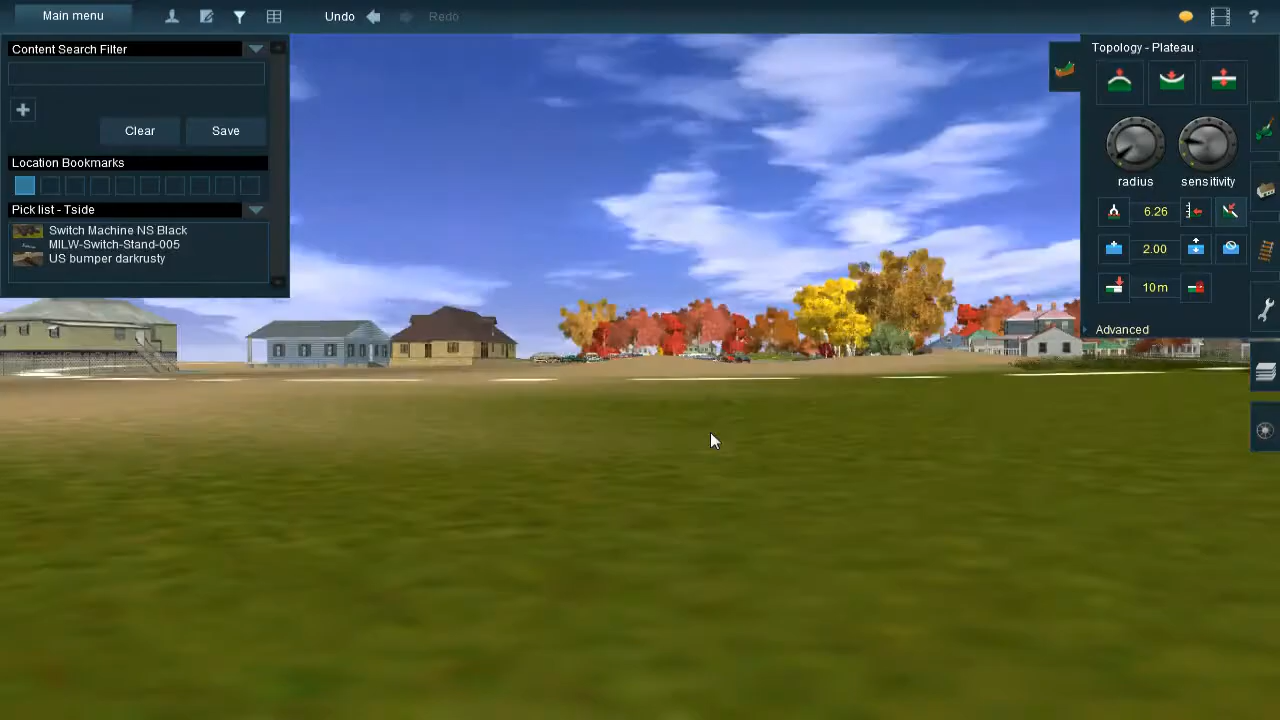 Main menu
Undo
Redo
?
Content Search Filter
Clear
Save
Location Bookmarks
Pick list - Tside
Switch Machine NS Black
MILW-Switch-Stand-005
US bumper darkrusty
Topology - Plateau
radius
sensitivity
6.26
2.00
10m
Advanced